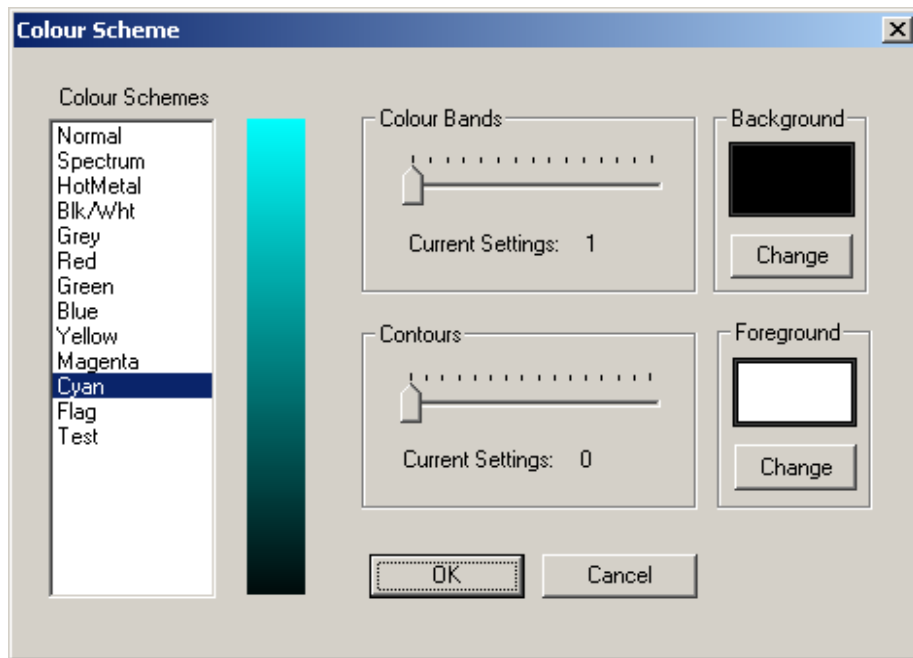 Colour Scheme
Colour Schemes
Normal
Spectrum
HotMetal
Blk/Wht
Grey
Red
Green
Blue
Yellow
Magenta
Cyan
Flag
Test
Colour Bands
Current Settings: 1
Background
Change
Contours
Current Settings: 0
Foreground
Change
OK
Cancel